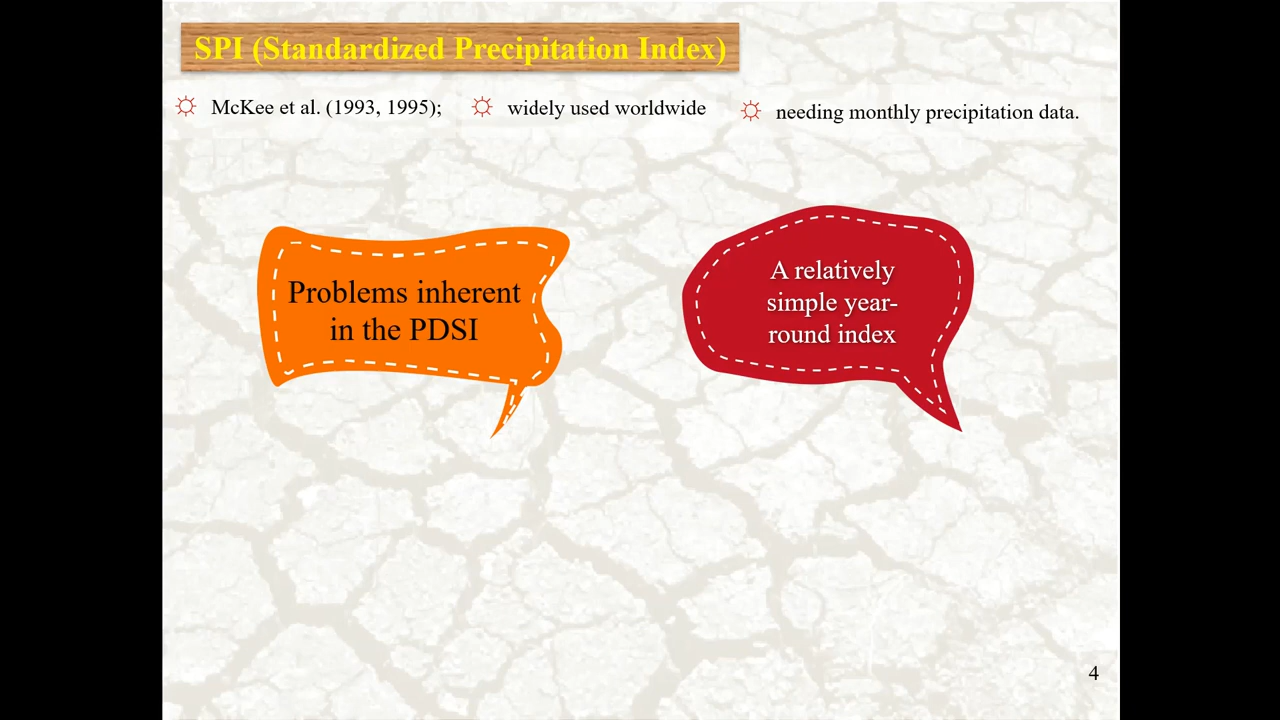 SPI (Standardized Precipitation Index)
McKee et al. (1993, 1995);
widely used worldwide
needing monthly precipitation data.
Problems inherent
in the PDSI
A relatively
simple year-
round index
4